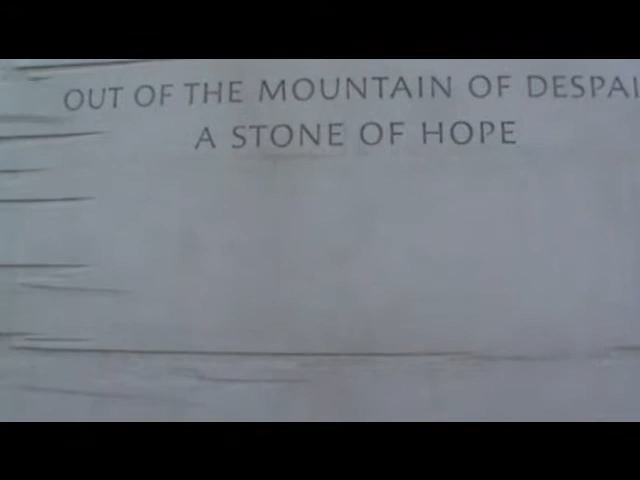 OUT OF THE MOUNTAIN OF DESPAI
A STONE OF HOPE